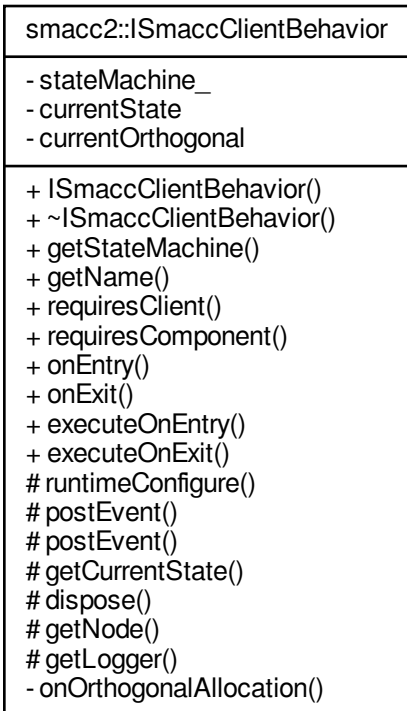 smacc2::ISmaccClientBehavior
- stateMachine_
- currentState
- currentOrthogonal
+ ISmaccClientBehavior()
+ ~ISmaccClientBehavior()
+ getStateMachine()
+ getName()
+ requiresClient()
+ requiresComponent()
+ onEntry()
+ onExit()
+ executeOnEntry()
+ executeOnExit()
# runtimeConfigure()
# postEvent()
# postEvent()
# getCurrentState()
# dispose()
# getNode()
# getLogger()
- onOrthogonalAllocation()